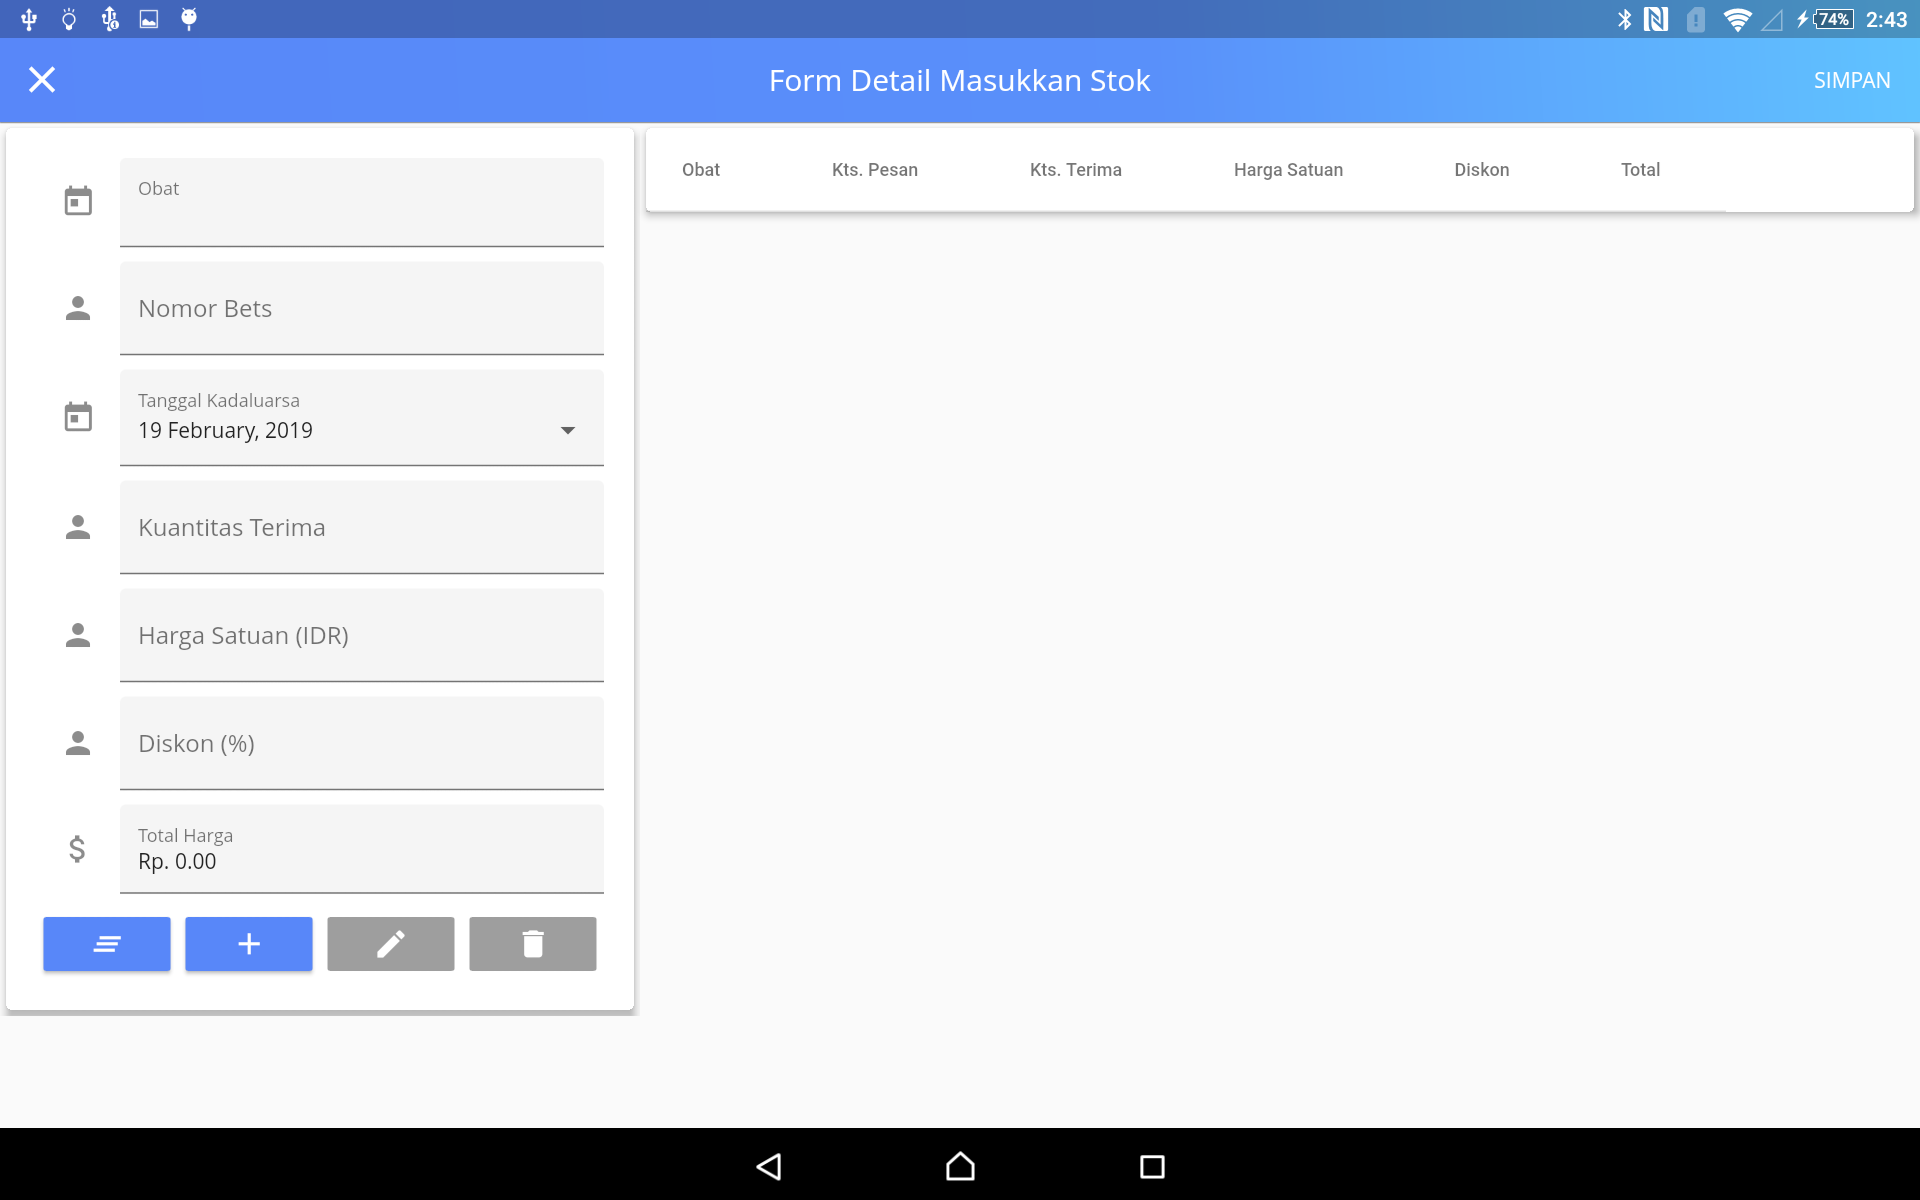 74% 2:43
Form Detail Masukkan Stok
SIMPAN
Obat
Nomor Bets
Tanggal Kadaluarsa
19 February, 2019
Kuantitas Terima
Harga Satuan (IDR)
Diskon (%)
Total Harga
Rp. 0.00
Obat Kts. Pesan Kts. Terima Harga Satuan Diskon Total